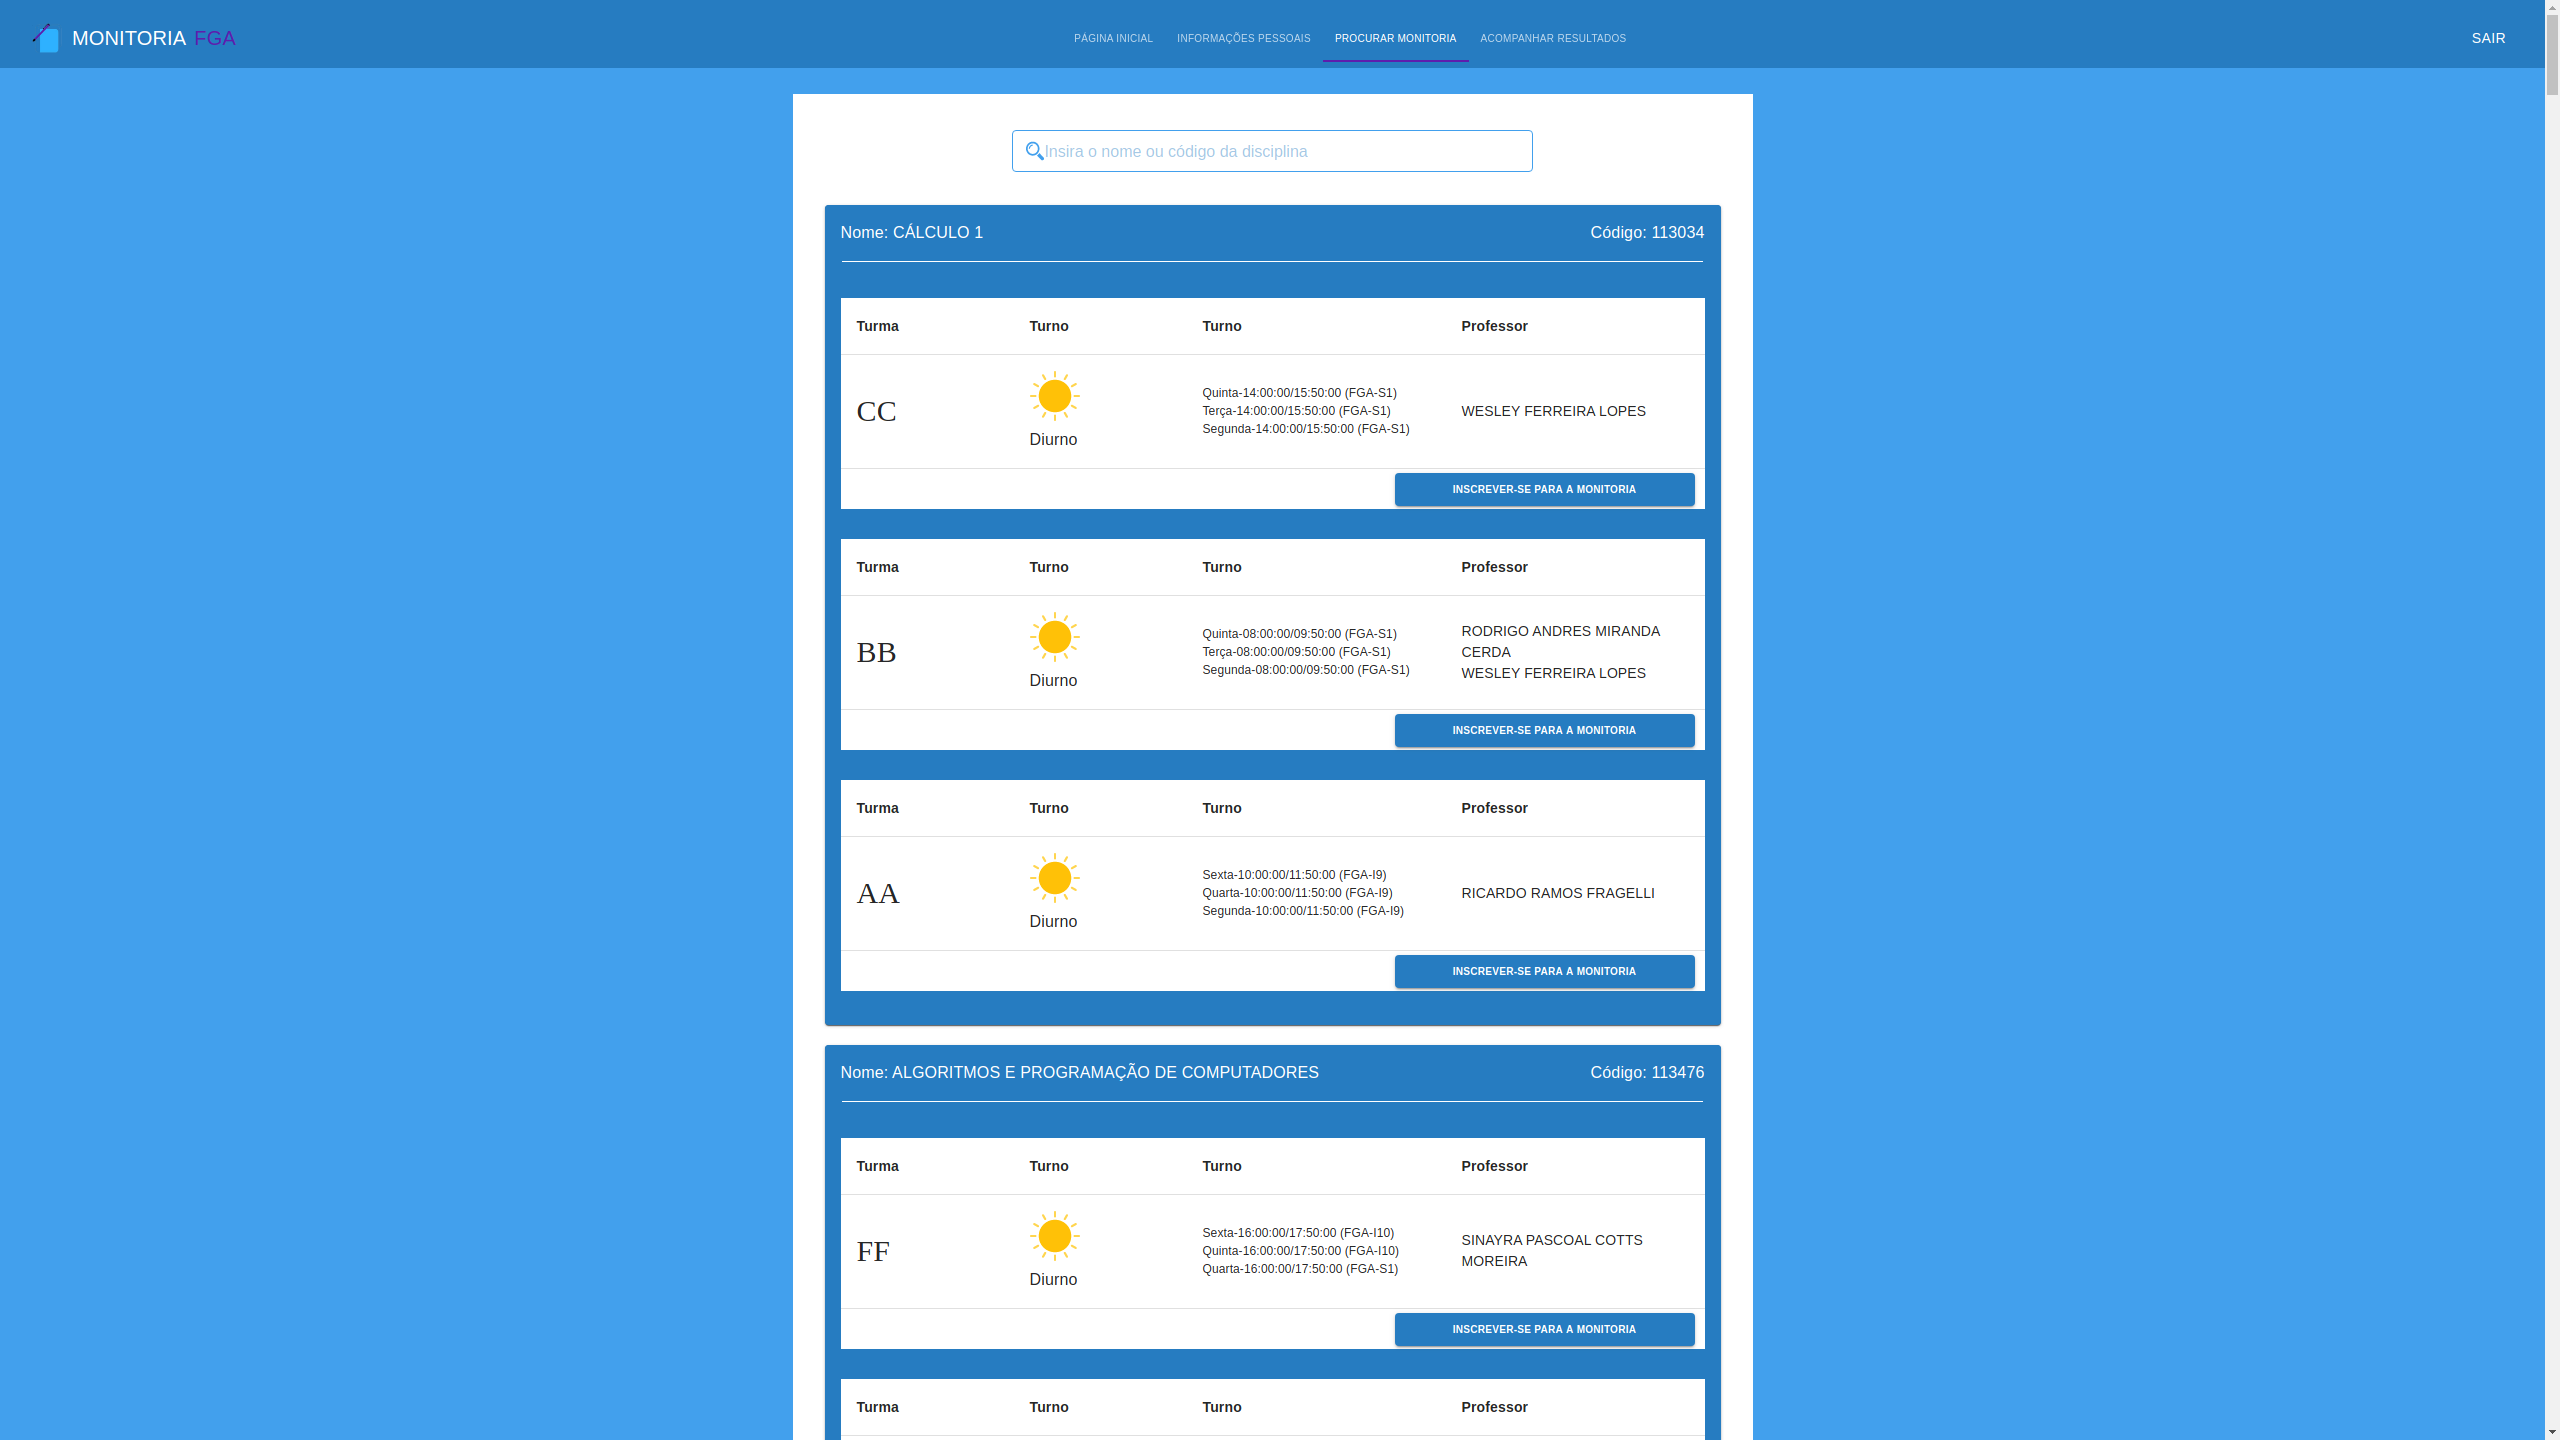 MONITORIA FGA
PÁGINA INICIAL
INFORMAÇÕES PESSOAIS
PROCURAR MONITORIA
ACOMPANHAR RESULTADOS
SAIR
Insira o nome ou código da disciplina
Nome: CÁLCULO 1
Código: 113034
Turma Turno Turno Professor
CC
Diurno
Quinta-14:00:00/15:50:00 (FGA-S1)
Terça-14:00:00/15:50:00 (FGA-S1)
Segunda-14:00:00/15:50:00 (FGA-S1)
WESLEY FERREIRA LOPES
INSCREVER-SE PARA A MONITORIA
Turma Turno Turno Professor
BB
Diurno
Quinta-08:00:00/09:50:00 (FGA-S1)
Terça-08:00:00/09:50:00 (FGA-S1)
Segunda-08:00:00/09:50:00 (FGA-S1)
RODRIGO ANDRES MIRANDA
CERDA
WESLEY FERREIRA LOPES
INSCREVER-SE PARA A MONITORIA
Turma Turno Turno Professor
AA
Diurno
Sexta-10:00:00/11:50:00 (FGA-I9)
Quarta-10:00:00/11:50:00 (FGA-I9)
Segunda-10:00:00/11:50:00 (FGA-I9)
RICARDO RAMOS FRAGELLI
INSCREVER-SE PARA A MONITORIA
Nome: ALGORITMOS E PROGRAMAÇÃO DE COMPUTADORES
Código: 113476
Turma Turno Turno Professor
FF
Diurno
Sexta-16:00:00/17:50:00 (FGA-I10)
Quinta-16:00:00/17:50:00 (FGA-I10)
Quarta-16:00:00/17:50:00 (FGA-S1)
SINAYRA PASCOAL COTTS
MOREIRA
INSCREVER-SE PARA A MONITORIA
Turma Turno Turno Professor